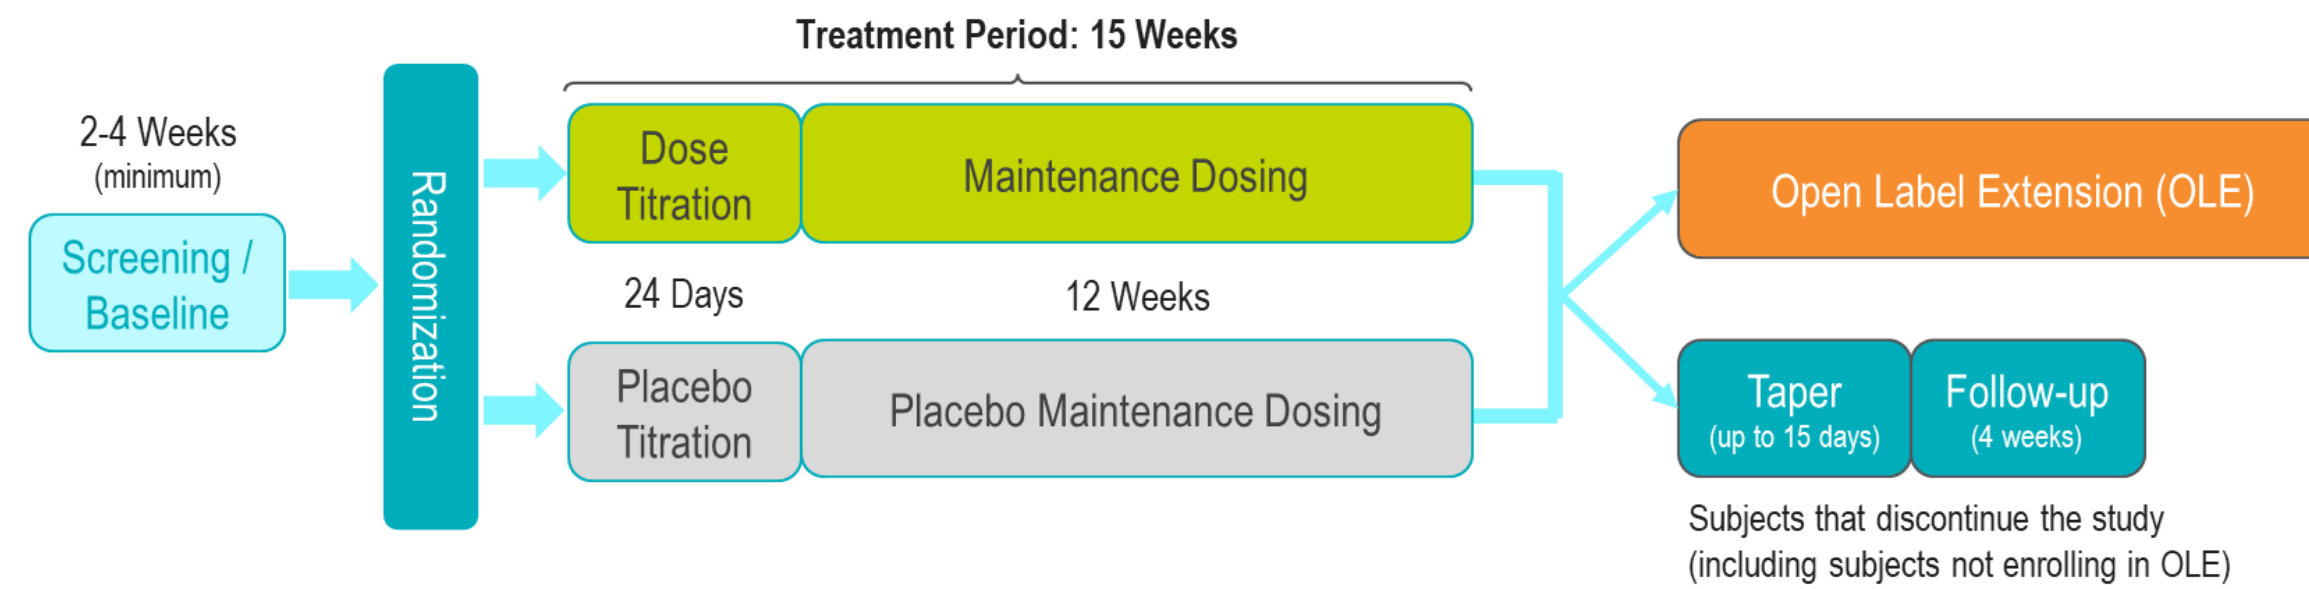 Treatment Period: 15 Weeks
2-4 Weeks
(minimum)
Screening /
Baseline
Randomization
Dose
Titration
Maintenance Dosing
24 Days
12 Weeks
Placebo
Titration
Placebo Maintenance Dosing
Open Label Extension (OLE)
Taper
(up to 15 days)
Follow-up
(4 weeks)
Subjects that discontinue the study
(including subjects not enrolling in OLE)